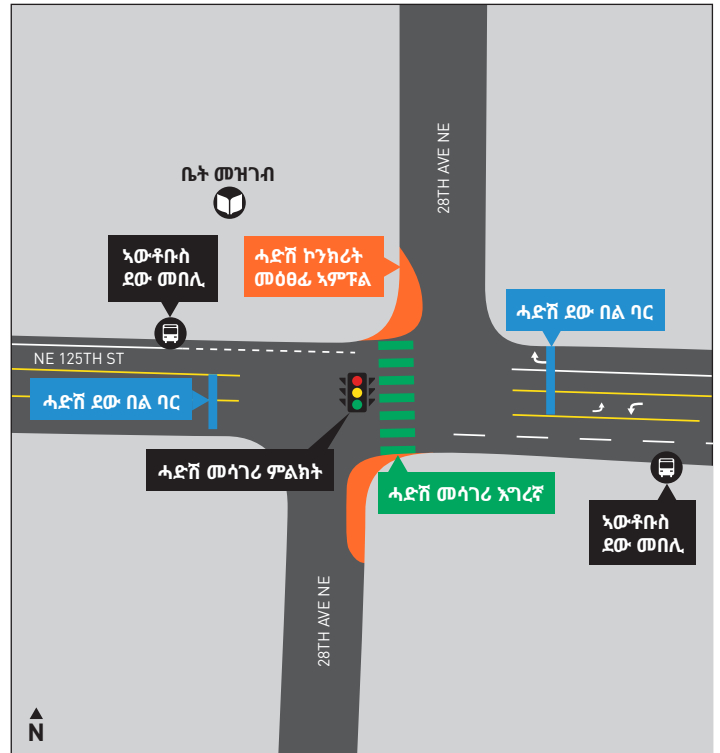 28TH AVE NE
ቤት መዝገብ
ኣውቶቡስ
ደው መበሊ
ሓድሽ ኮንክሪት
መዕፀፊ ኣምፑል
ሓድሽ ደው በል ባር
NE 125TH ST
ሓድሽ ደው በል ባር
ሓድሽ መሳገሪ ምልክት
ሓድሽ መሳገሪ እግረኛ
ኣውቶቡስ
ደው መበሊ
28TH AVE NE
N